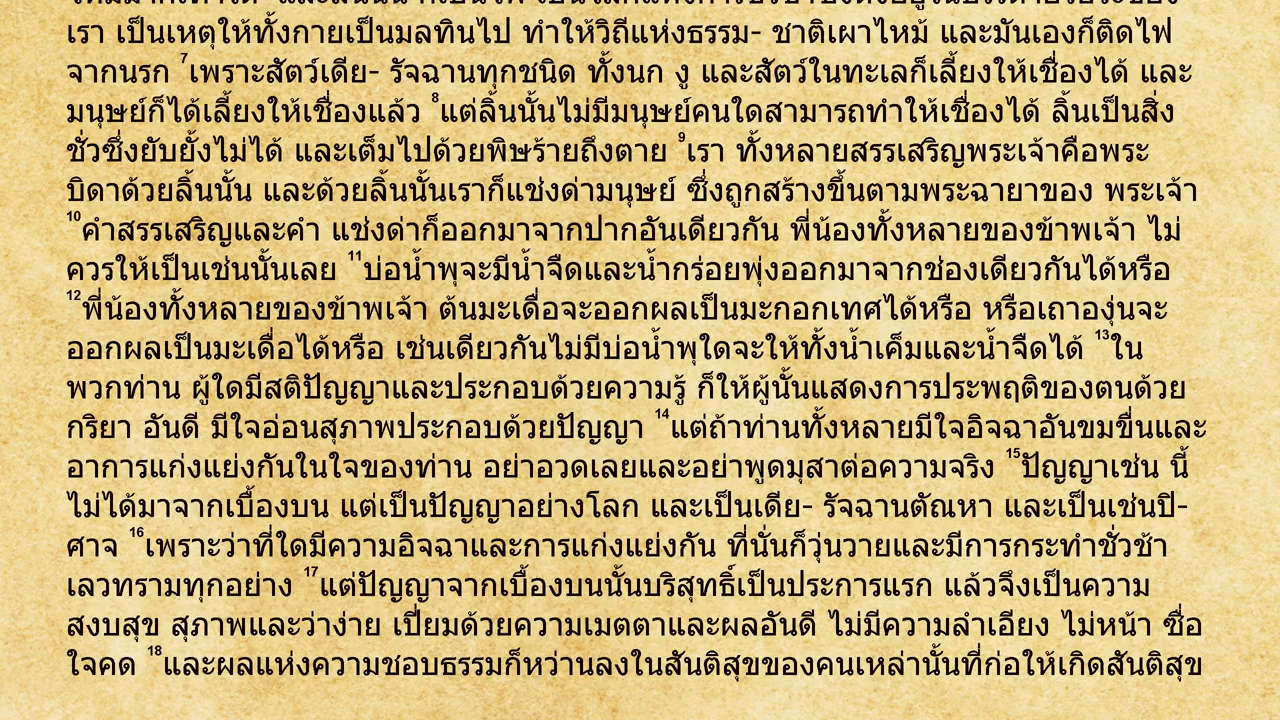 เรา เป็นเหตุให้ทั้งกายเป็นมลทินไป ทำให้วิถีแห่งธรรม- ชาติเผาไหม้ และมันเองก็ติดไฟ
จากนรก 7เพราะสัตว์เดีย- รัจฉานทุกชนิด ทั้งนก งู และสัตว์ในทะเลก็เลี้ยงให้เชื่องได้ และ
มนุษย์ก็ได้เลี้ยงให้เชื่องแล้ว 8แต่ลิ้นนั้นไม่มีมนุษย์คนใดสามารถทำให้เชื่องได้ ลิ้นเป็นสิ่ง
ชั่วซึ่งยับยั้งไม่ได้ และเต็มไปด้วยพิษร้ายถึงตาย 9เรา ทั้งหลายสรรเสริญพระเจ้าคือพระ
บิดาด้วยลิ้นนั้น และด้วยลิ้นนั้นเราก็แช่งด่ามนุษย์ ซึ่งถูกสร้างขึ้นตามพระฉายาของ พระเจ้า
10คำสรรเสริญและคำ แช่งด่าก็ออกมาจากปากอันเดียวกัน พี่น้องทั้งหลายของข้าพเจ้า ไม่
ควรให้เป็นเช่นนั้นเลย 11บ่อน้ำพุจะมีน้ำจืดและน้ำกร่อยพุ่งออกมาจากช่องเดียวกันได้หรือ
12พี่น้องทั้งหลายของข้าพเจ้า ต้นมะเดื่อจะออกผลเป็นมะกอกเทศได้หรือ หรือเถาองุ่นจะ
ออกผลเป็นมะเดื่อได้หรือ เช่นเดียวกันไม่มีบ่อน้ำพุใดจะให้ทั้งน้ำเค็มและน้ำจืดได้ 13ใน
พวกท่าน ผู้ใดมีสติปัญญาและประกอบด้วยความรู้ ก็ให้ผู้นั้นแสดงการประพฤติของตนด้วย
กริยา อันดี มีใจอ่อนสุภาพประกอบด้วยปัญญา 14แต่ถ้าท่านทั้งหลายมีใจอิจฉาอันขมขื่นและ
อาการแก่งแย่งกันในใจของท่าน อย่าอวดเลยและอย่าพูดมุสาต่อความจริง 15ปัญญาเช่น นี้
ไม่ได้มาจากเบื้องบน แต่เป็นปัญญาอย่างโลก และเป็นเดีย- รัจฉานตัณหา และเป็นเช่นปิ-
ศาจ 16เพราะว่าที่ใดมีความอิจฉาและการแก่งแย่งกัน ที่นั่นก็วุ่นวายและมีการกระทำชั่วช้า
เลวทรามทุกอย่าง 17แต่ปัญญาจากเบื้องบนนั้นบริสุทธิ์เป็นประการแรก แล้วจึงเป็นความ
สงบสุข สุภาพและว่าง่าย เปี่ยมด้วยความเมตตาและผลอันดี ไม่มีความลำเอียง ไม่หน้า ซื่อ
ใจคด 18และผลแห่งความชอบธรรมก็หว่านลงในสันติสุขของคนเหล่านั้นที่ก่อให้เกิดสันติสุข